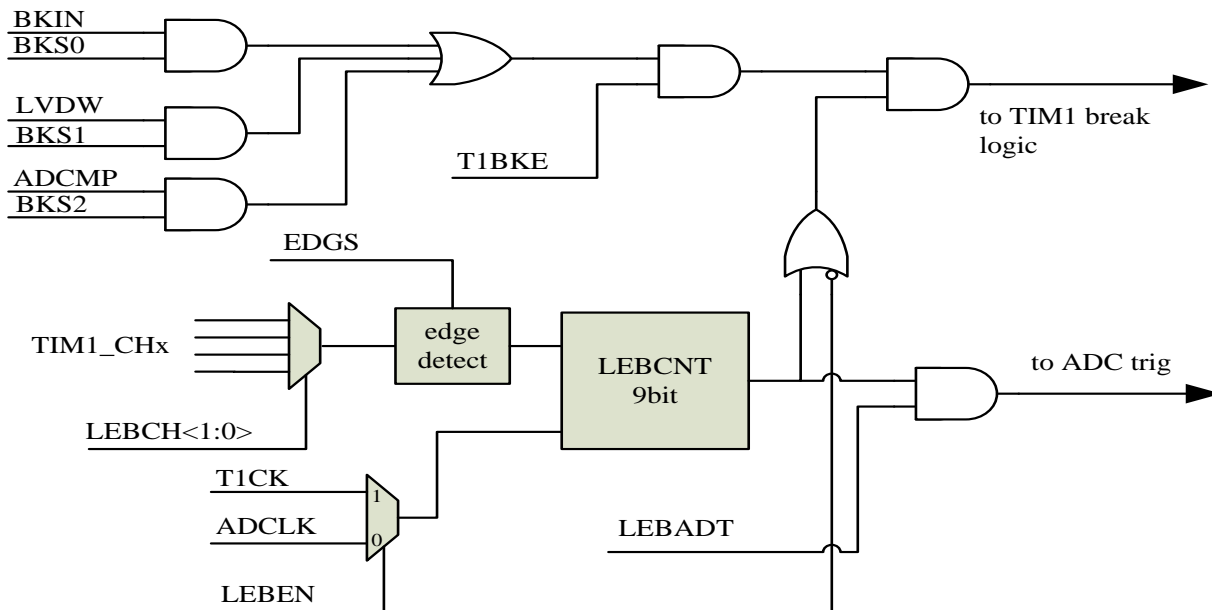 BKIN
BKS0
LVDW
BKS1
ADCMP
BKS2
T1BKE
to TIM1 break
logic
EDGS
TIM1_CHx
edge
detect
LEBCNT
9bit
to ADC trig
LEBCH<1:0>
T1CK
1
ADCLK
0
LEBADT
LEBEN